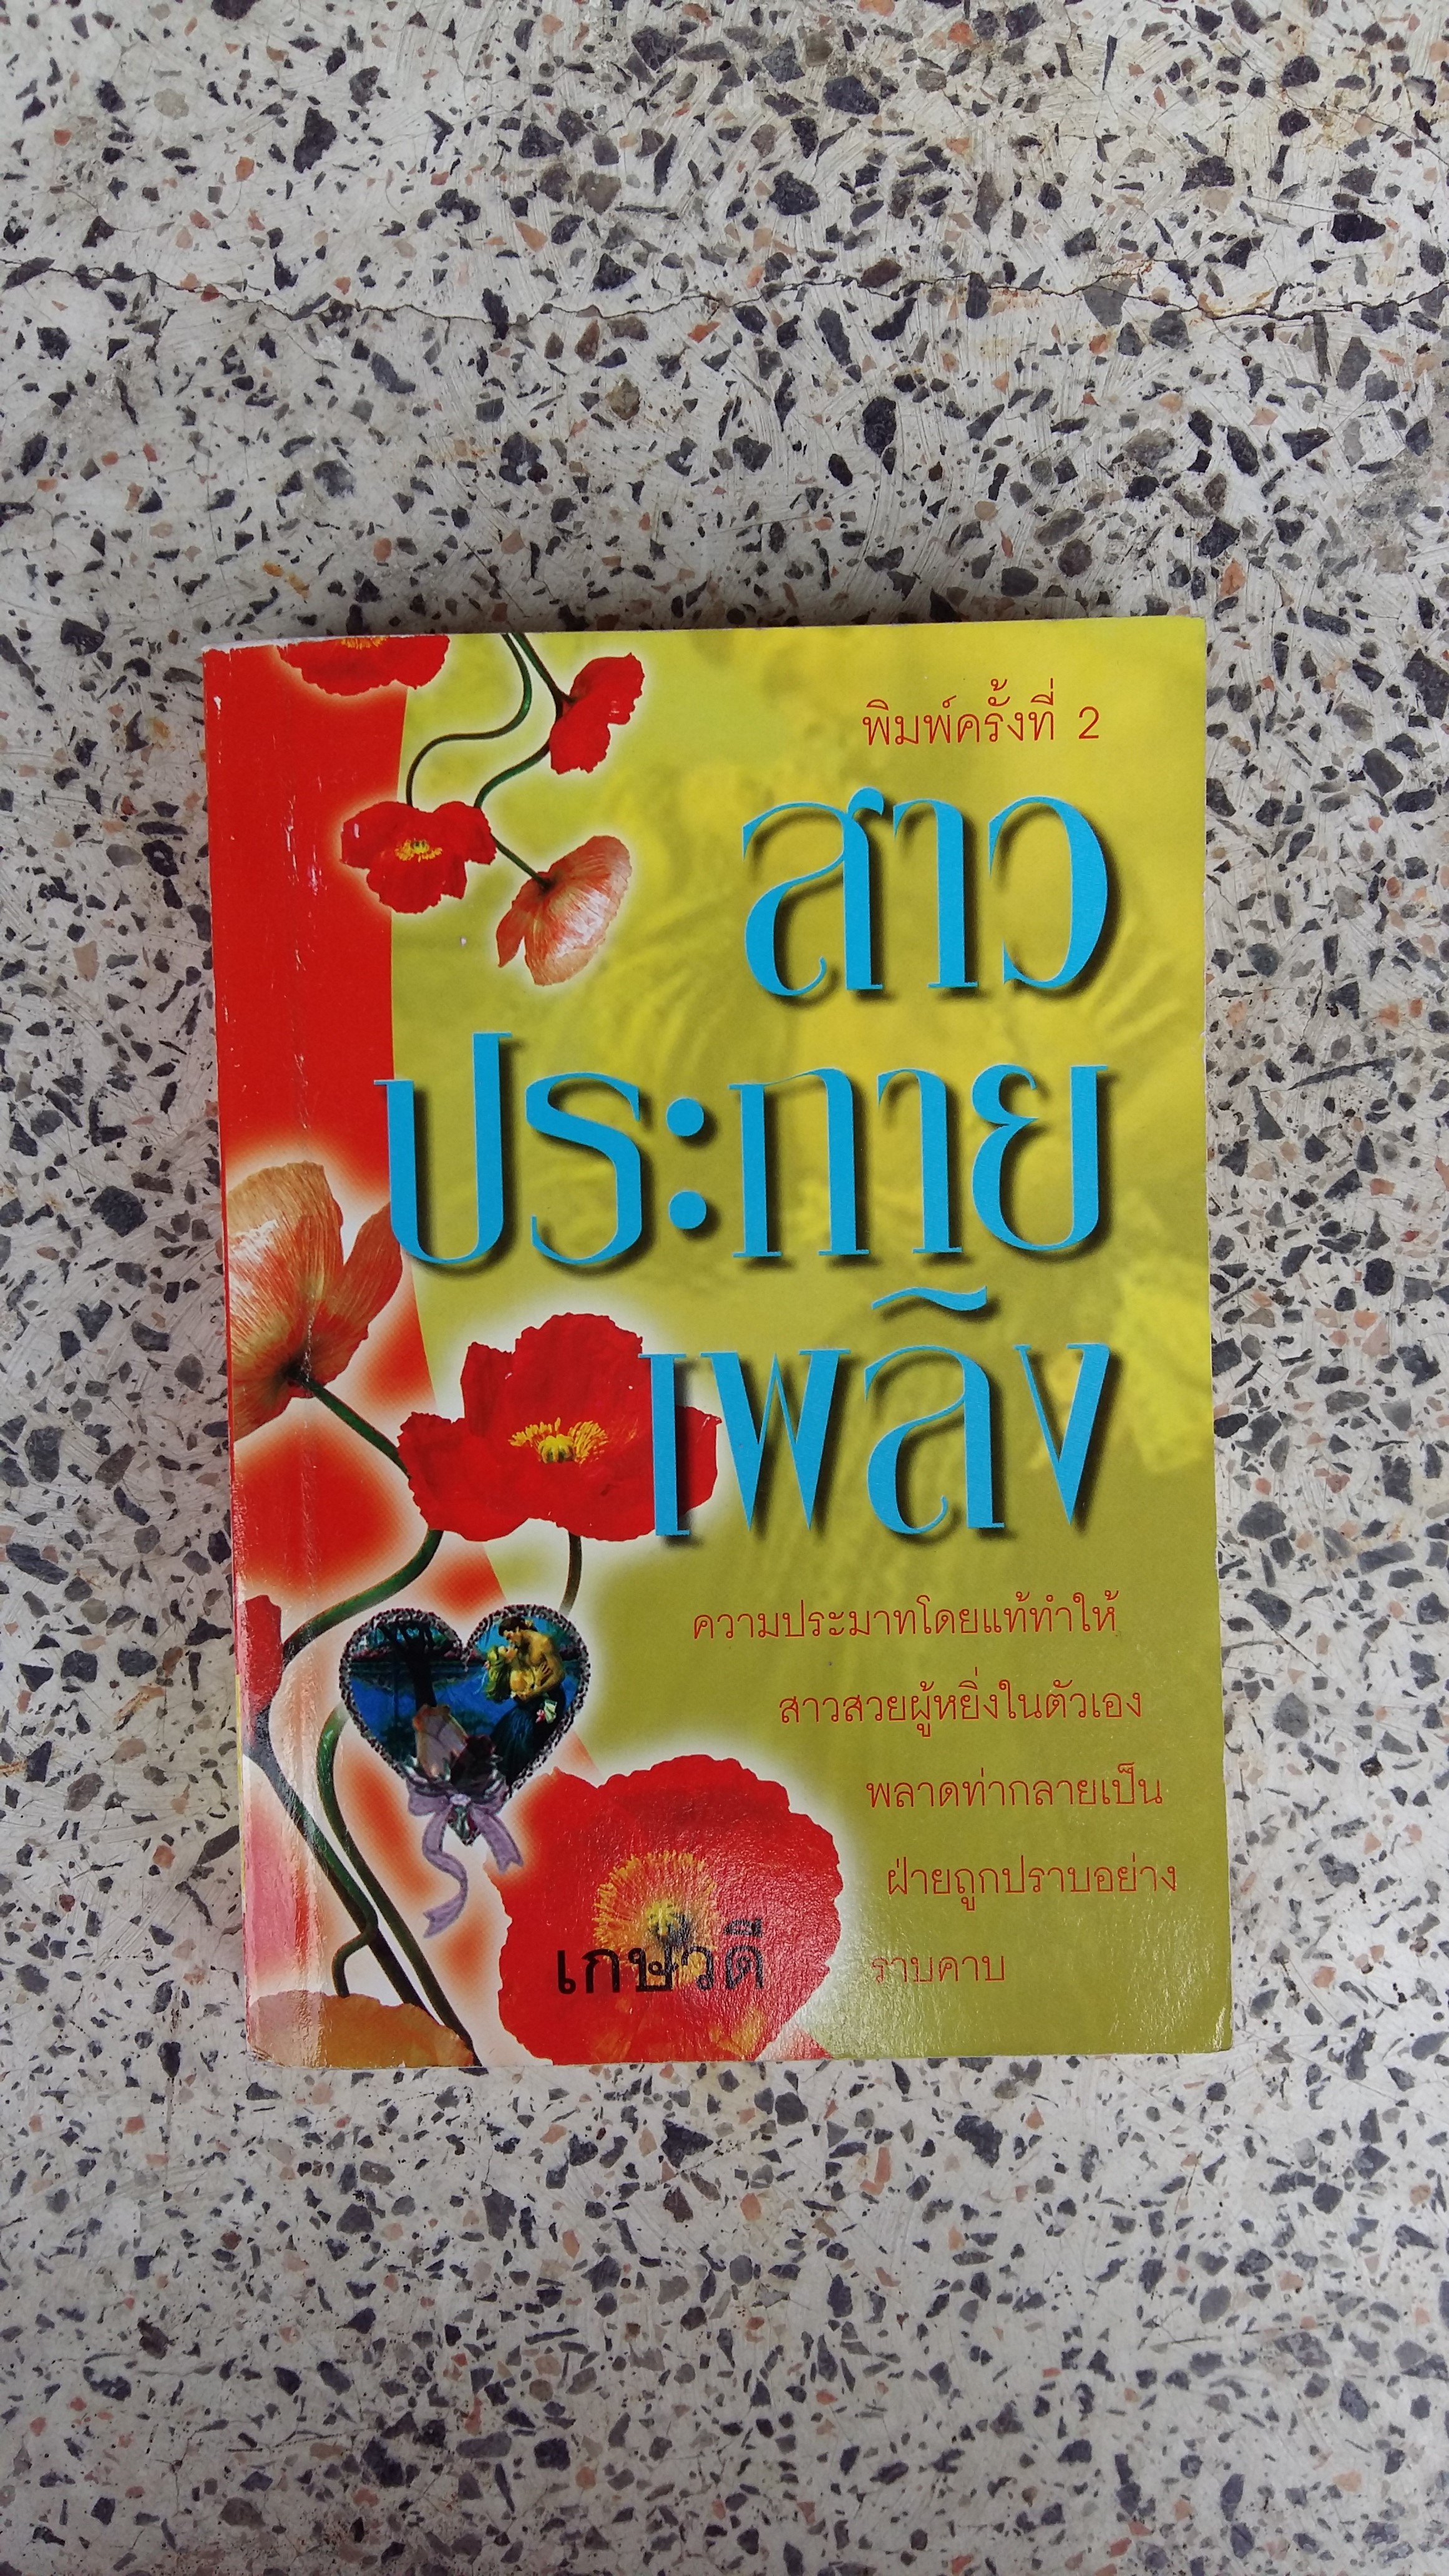 พิมพ์ครั้งที่ 2
สาว
ประกาย
เพลิง
ความประมาทโดยแท้ทำให้
สาวสวยผู้หยิ่งในตัวเอง
พลาดท่ากลายเป็น
ฝ่ายถูกปราบอย่าง
ราบคาบ
เกษวดี